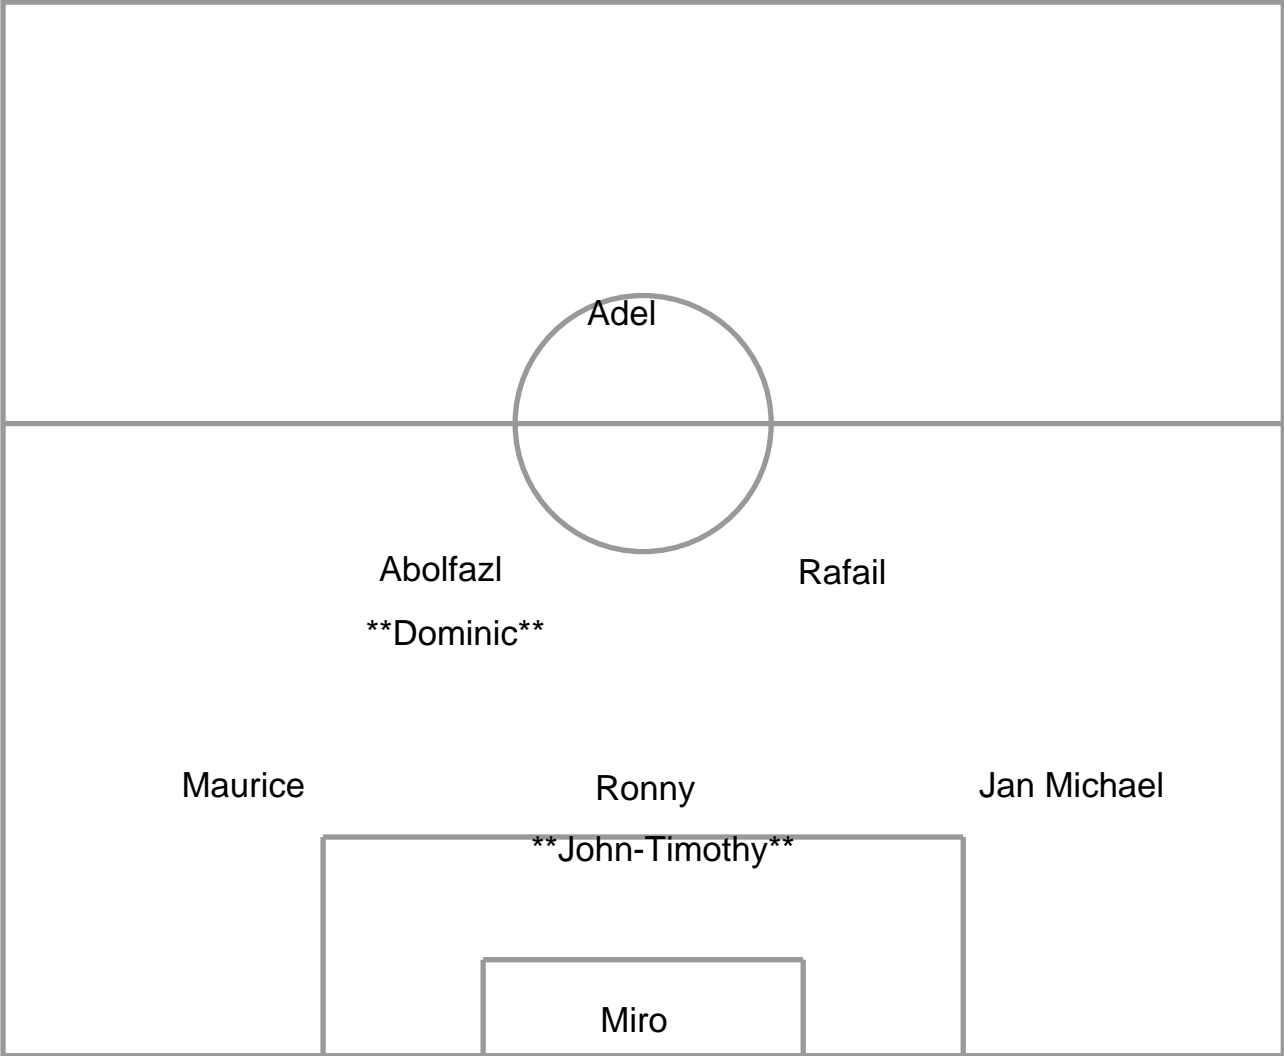 Adel
Abolfazl Rafail
**Dominic**
Maurice Ronny Jan Michael
**John-Timothy**
Miro